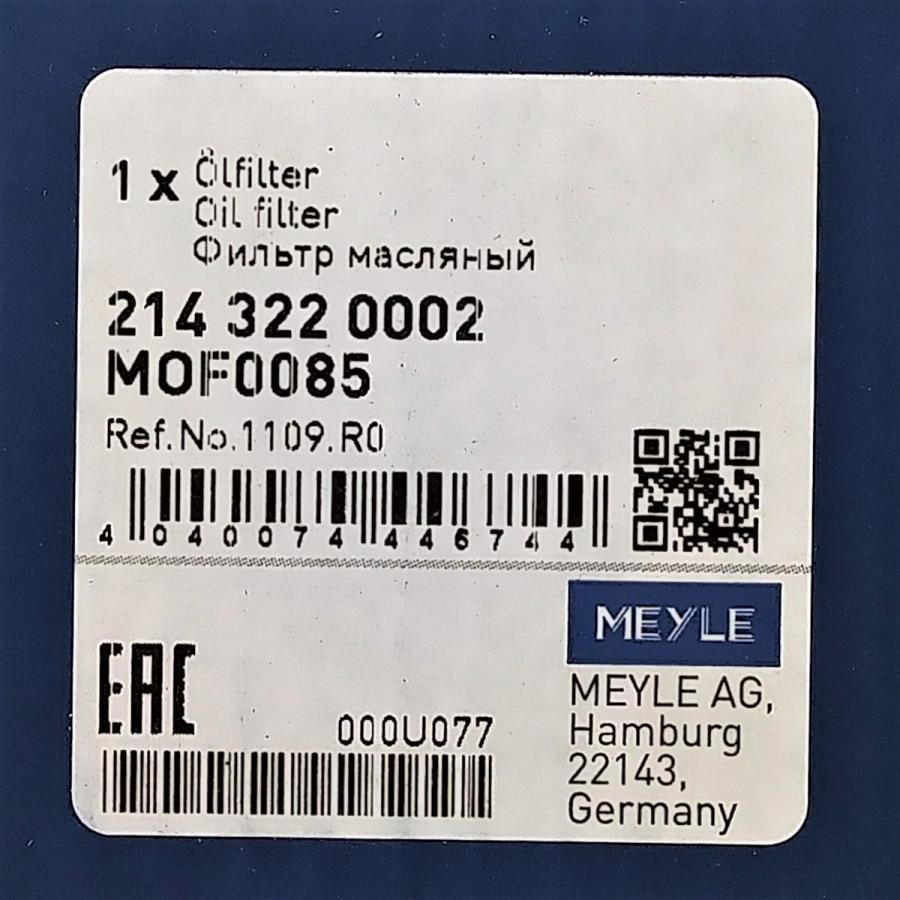 1 x Ölfilter
Oil filter
Фильтр масляный
214 322 0002
MOF0085
Ref.No.1109.R0
4 040074 446744
EAC
000U077
MEYLE
MEYLE AG,
Hamburg
22143,
Germany